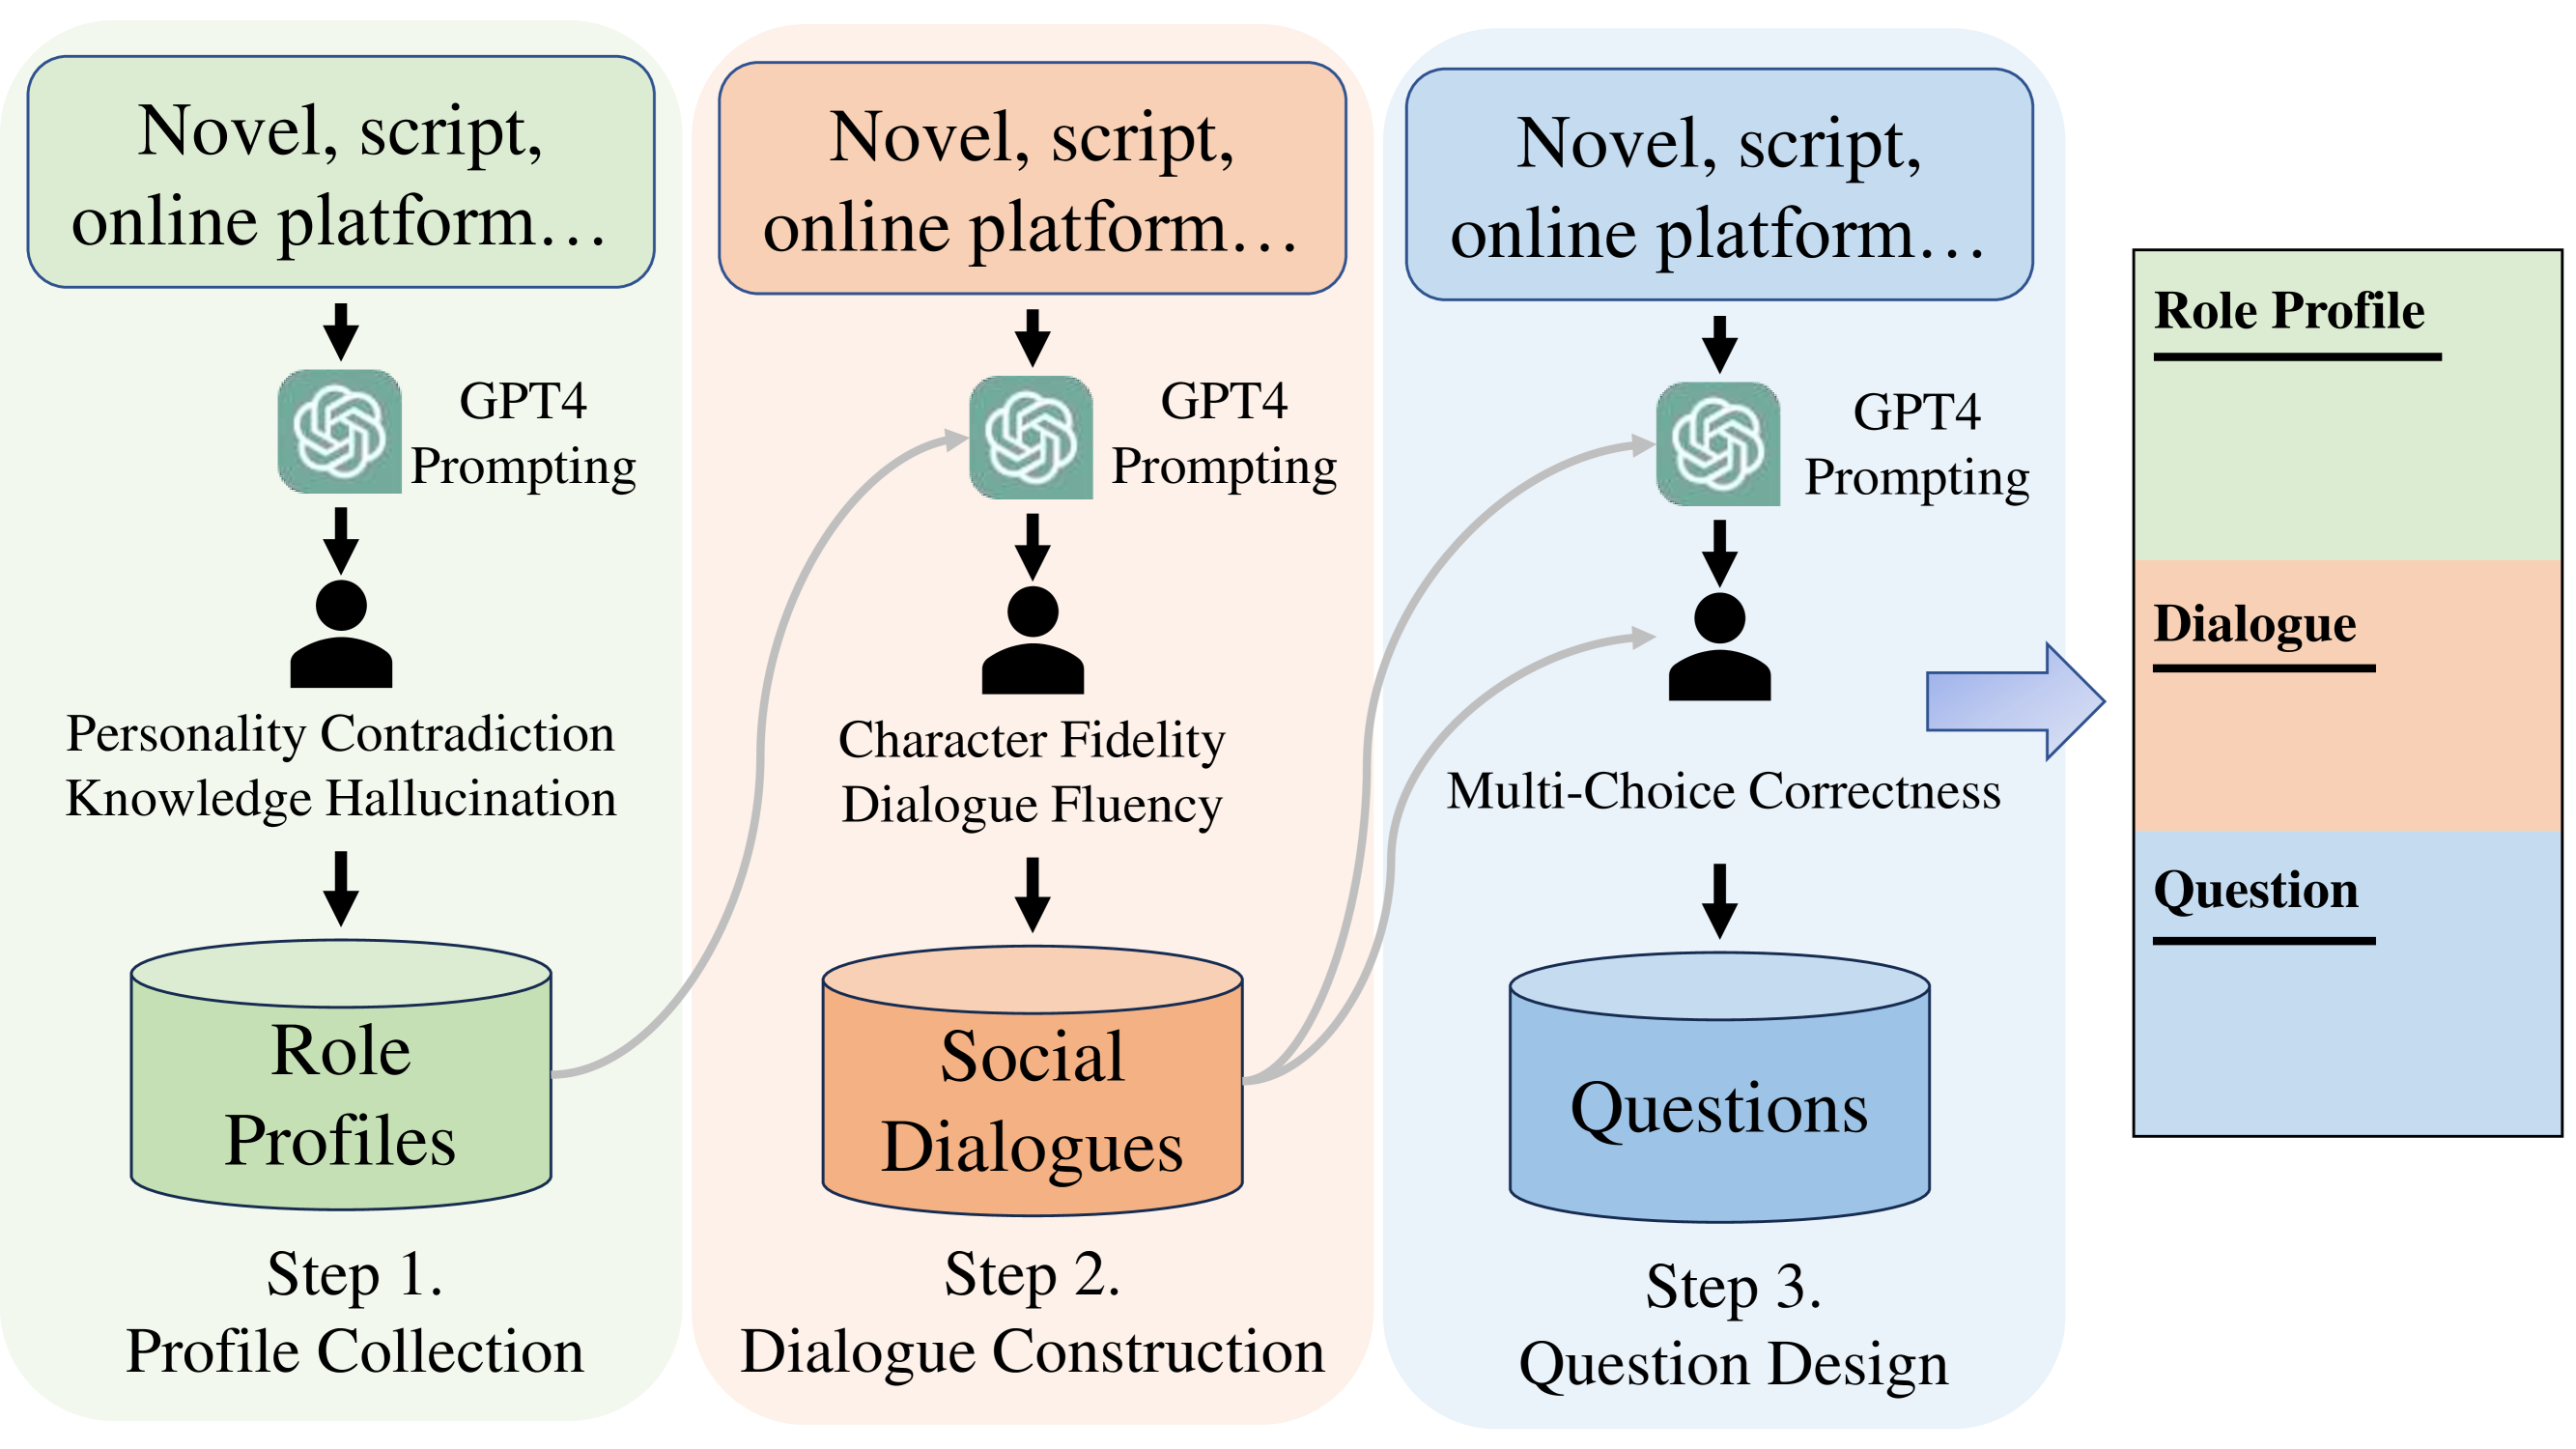 Novel, script,
online platform…
GPT4
Prompting
Personality Contradiction
Knowledge Hallucination
Role
Profiles
Step 1.
Profile Collection
Novel, script,
online platform…
GPT4
Prompting
Character Fidelity
Dialogue Fluency
Social
Dialogues
Step 2.
Dialogue Construction
Novel, script,
online platform…
GPT4
Prompting
Multi-Choice Correctness
Questions
Step 3.
Question Design
Role Profile
Dialogue
Question